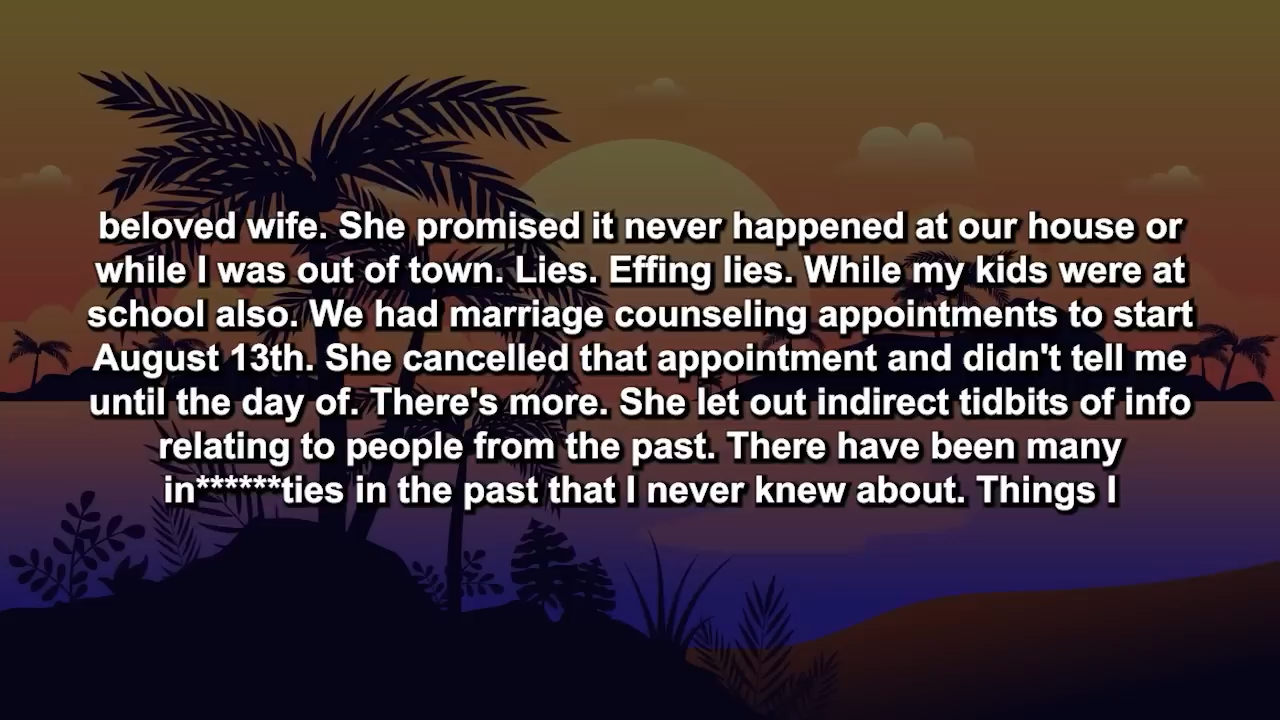 beloved wife. She promised it never happened at our house or
while I was out of town. Lies. Effing lies. While my kids were at
school also. We had marriage counseling appointments to start
August 13th. She cancelled that appointment and didn't tell me
until the day of. There's more. She let out indirect tidbits of info
relating to people from the past. There have been many
in******ties in the past that I never knew about. Things I